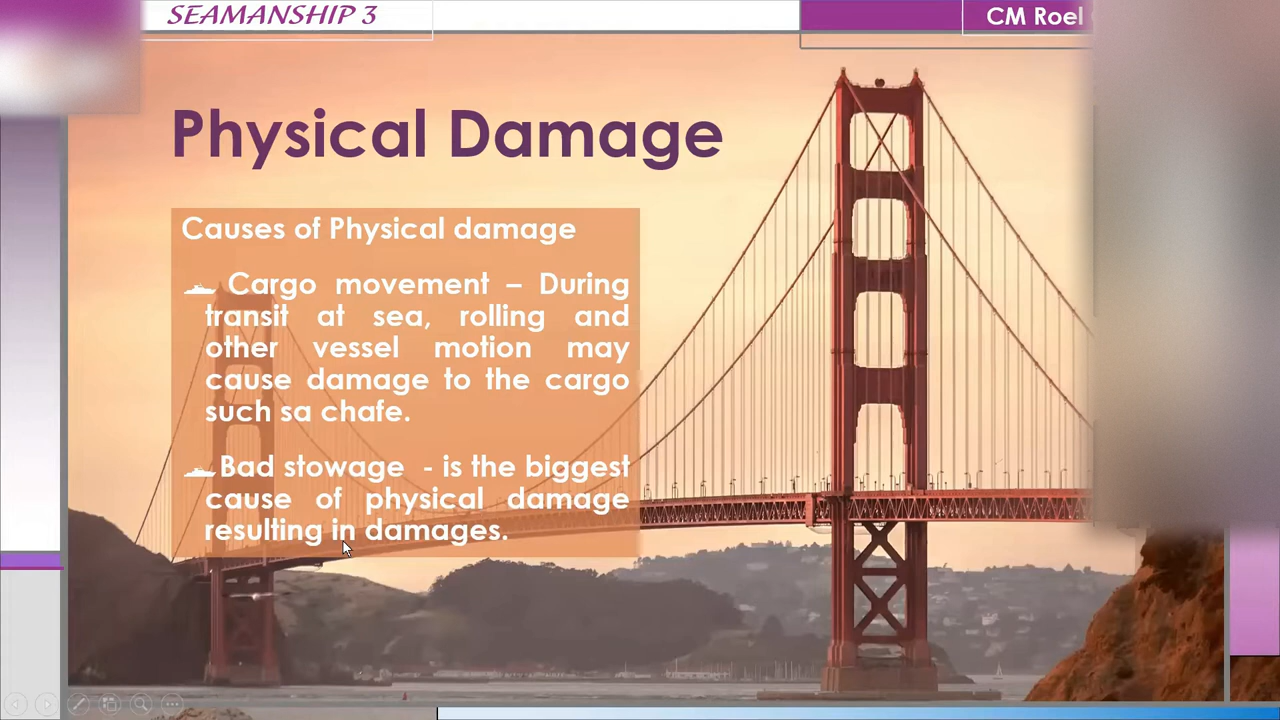 SEAMANSHIP 3
CM Roel
Physical Damage
Causes of Physical damage
Cargo movement – During
transit at sea, rolling and
other vessel motion may
cause damage to the cargo
such sa chafe.
Bad stowage - is the biggest
cause of physical damage
resulting in damages.